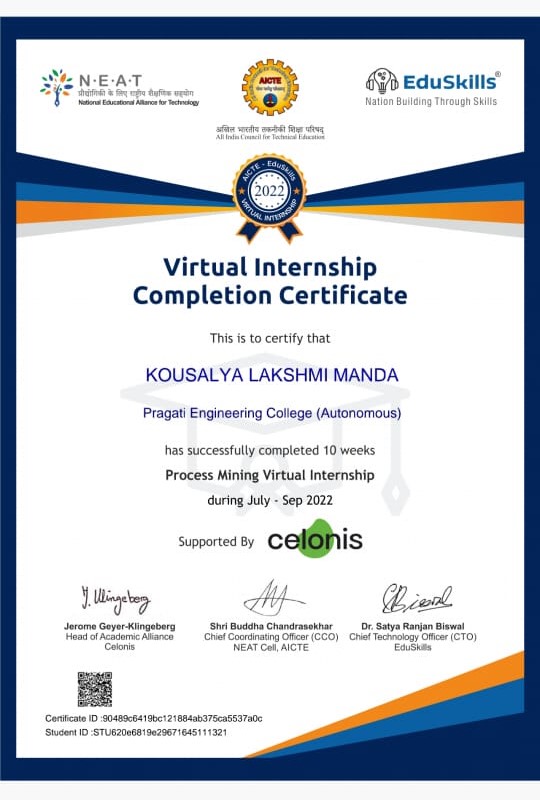 N·E·A·T
प्रौद्योगिकी के लिए राष्ट्रीय शैक्षणिक सहयोग
National Educational Alliance for Technology
AICTE
अखिल भारतीय तकनीकी शिक्षा परिषद्
All India Council for Technical Education
EduSkills®
Nation Building Through Skills
AICTE - EduSkills
2022
VIRTUAL INTERNSHIP
Virtual Internship
Completion Certificate
This is to certify that
KOUSALYA LAKSHMI MANDA
Pragati Engineering College (Autonomous)
has successfully completed 10 weeks
Process Mining Virtual Internship
during July - Sep 2022
Supported By celonis
Jerome Geyer-Klingeberg
Head of Academic Alliance
Celonis
Shri Buddha Chandrasekhar
Chief Coordinating Officer (CCO)
NEAT Cell, AICTE
Dr. Satya Ranjan Biswal
Chief Technology Officer (CTO)
EduSkills
Certificate ID :90489c6419bc121884ab375ca5537a0c
Student ID :STU620e6819e29671645111321